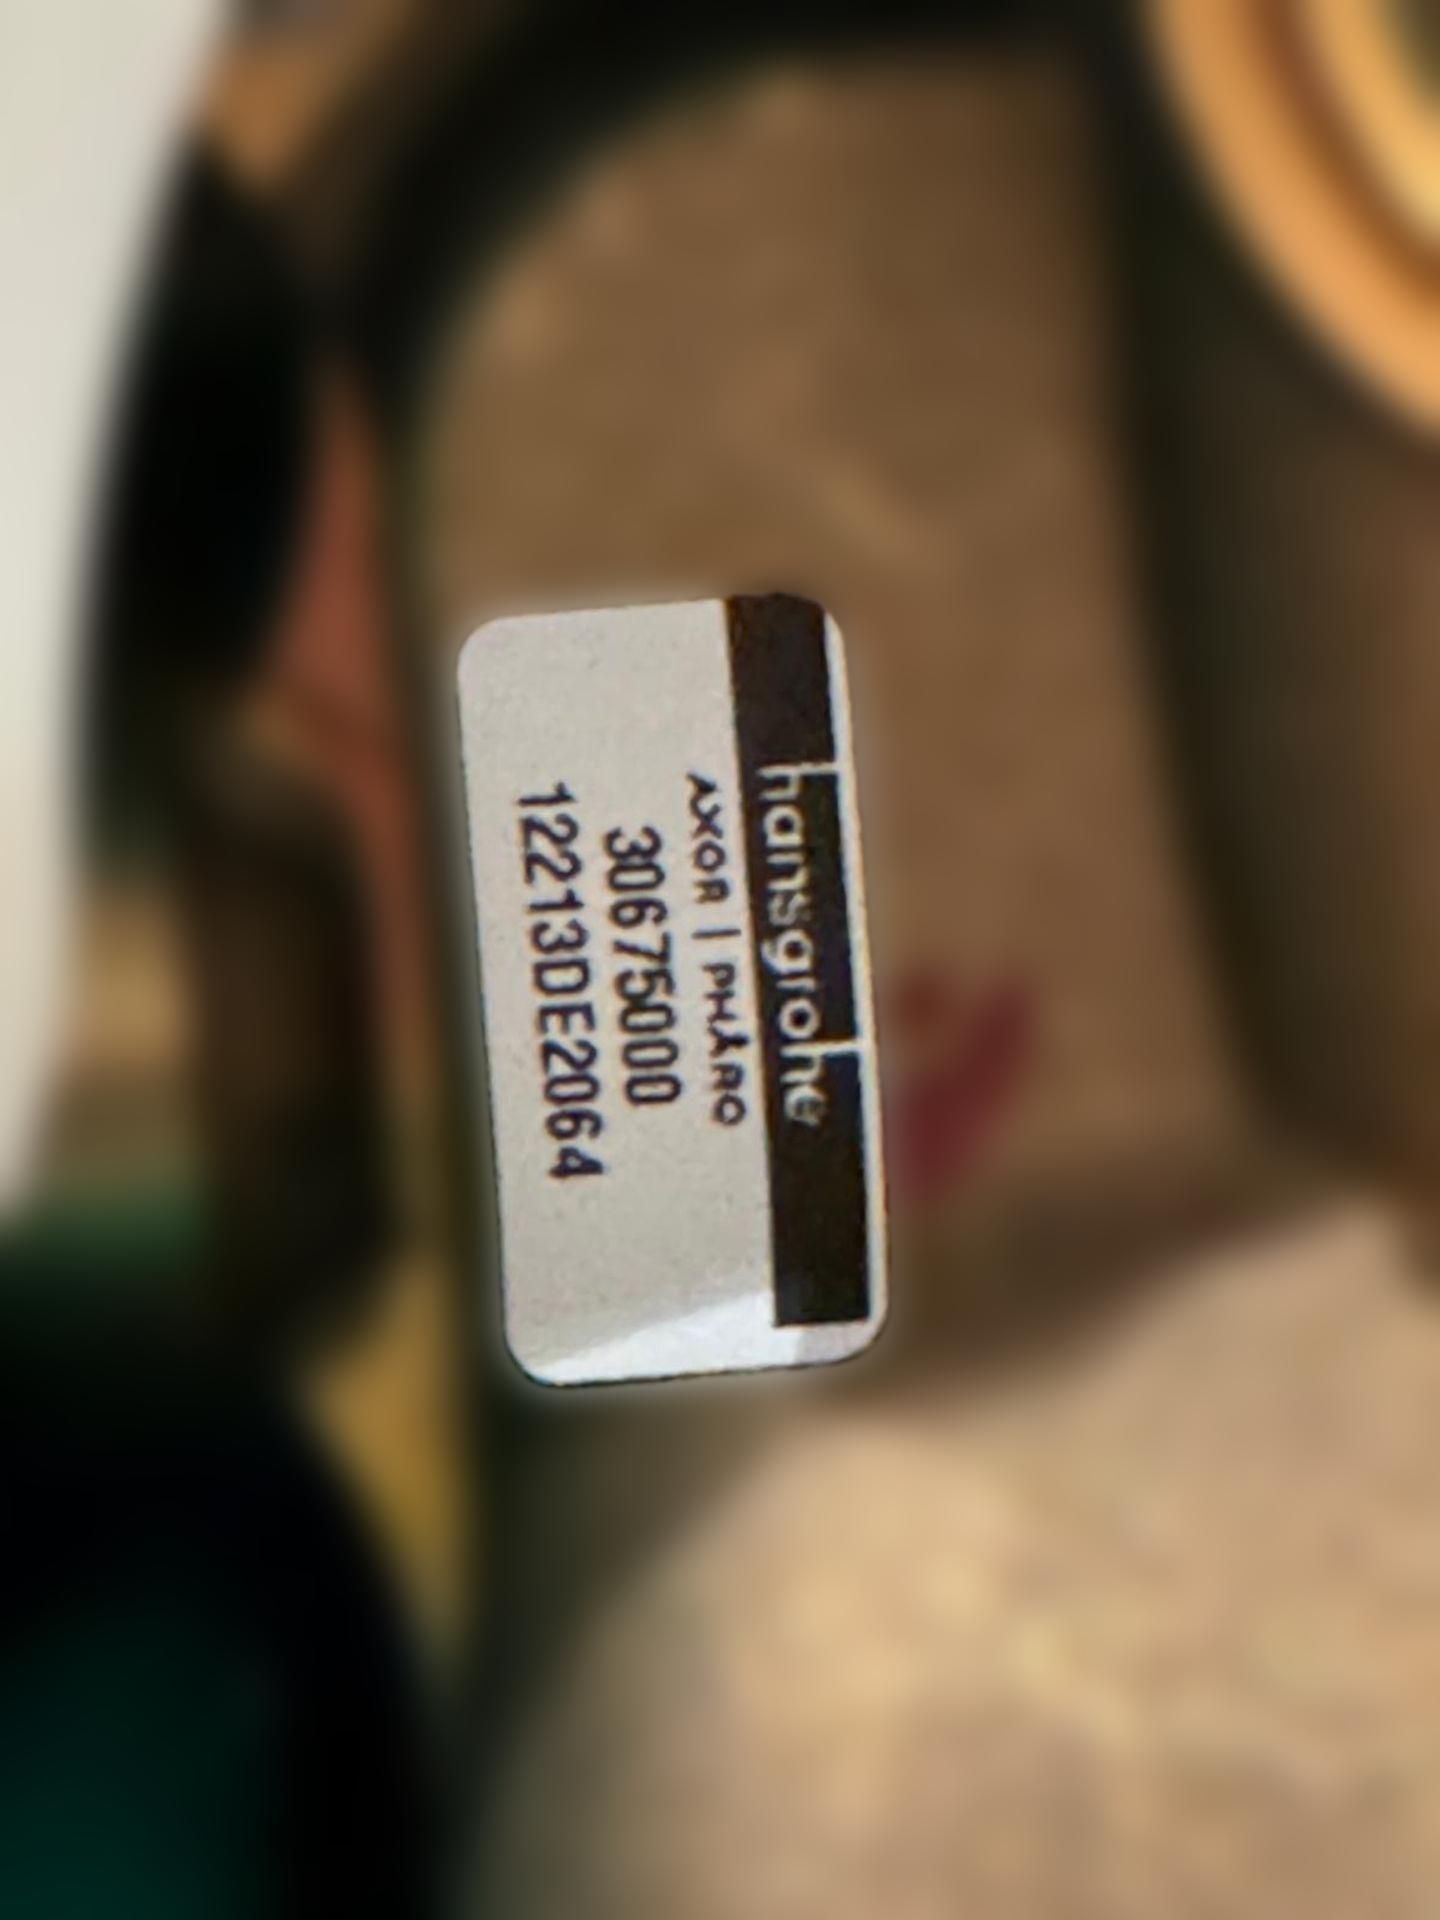 hansgrohe
AXOR | PHARO
30675000
12213DE2064